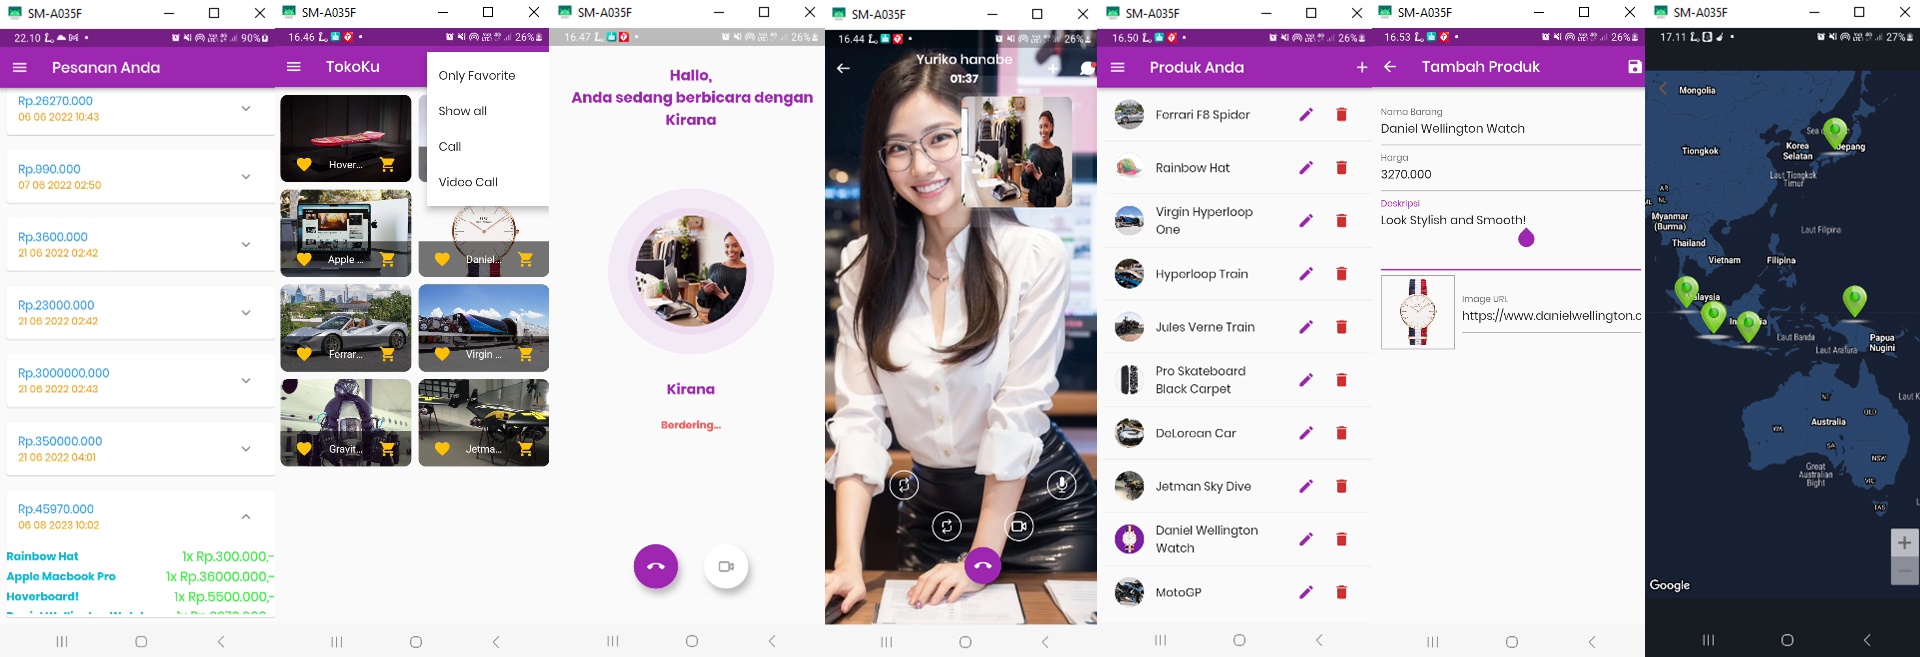 SM-A035F
22.10
90%
Pesanan Anda
Rp.26270.000
06 06 2022 10:43
Rp.990.000
07 06 2022 02:50
Rp.3600.000
21 06 2022 02:42
Rp.23000.000
21 06 2022 02:42
Rp.3000000.000
21 06 2022 02:43
Rp.350000.000
21 06 2022 04:01
Rp.45970.000
06 08 2023 10:02
Rainbow Hat 1x Rp.300.000,-
Apple Macbook Pro 1x Rp.36000.000,-
Hoverboard! 1x Rp.5500.000,-
SM-A035F
16.46
26%
TokoKu
Only Favorite
Show all
Call
Video Call
Hover...
Apple ...
Daniel...
Ferrar...
Virgin ...
Gravit...
Jetma...
SM-A035F
16.47
26%
Hallo,
Anda sedang berbicara dengan
Kirana
Kirana
Berdering...
SM-A035F
16.44
26%
Yuriko hanabe
01:37
SM-A035F
16.50
26%
Produk Anda
Ferrari F8 Spider
Rainbow Hat
Virgin Hyperloop
One
Hyperloop Train
Jules Verne Train
Pro Skateboard
Black Carpet
DeLorean Car
Jetman Sky Dive
Daniel Wellington
Watch
MotoGP
SM-A035F
16.53
26%
Tambah Produk
Nama Barang
Daniel Wellington Watch
Harga
3270.000
Deskripsi
Look Stylish and Smooth!
Image URL
https://www.danielwellington.c
SM-A035F
17.11
27%
Mongolia
Korea
Selatan
Jepang
Tiongkok
Laut Tiongkok
Timur
AR
NL
Myanmar
(Burma)
Laut Filipina
Thailand
Vietnam
Filipina
Malaysia
Laut Banda
Papua
Nugini
Laut Arafura
NT
QLD
WA
Australia
SA
NSW
Great
Australian
Bight
VIC
TAS
Google